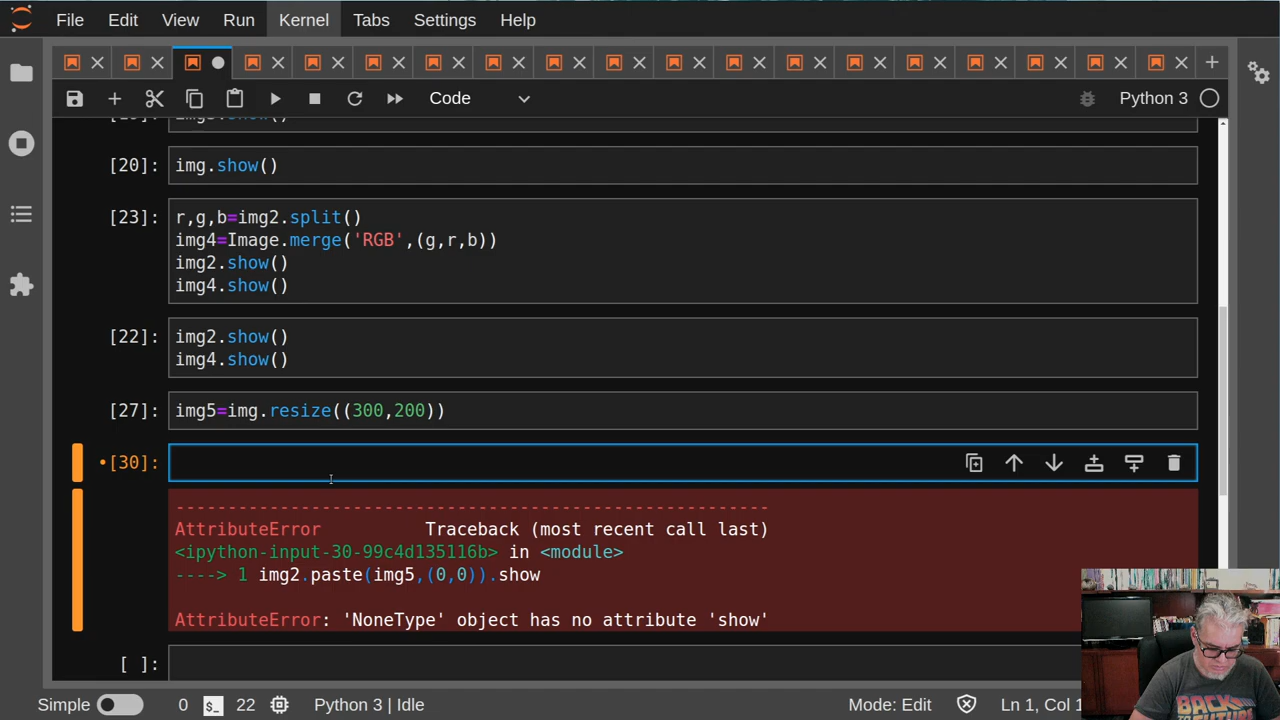 File Edit View Run Kernel Tabs Settings Help
Code
Python 3
[20]: img.show()
[23]: r,g,b=img2.split()
img4=Image.merge('RGB',(g,r,b))
img2.show()
img4.show()
[22]: img2.show()
img4.show()
[27]: img5=img.resize((300,200))
•[30]:
---------------------------------------------------------
AttributeError Traceback (most recent call last)
<ipython-input-30-99c4d135116b> in <module>
----> 1 img2.paste(img5,(0,0)).show
AttributeError: 'NoneType' object has no attribute 'show'
[ ]:
BACK TO
Simple 0 $_ 22 Python 3 | Idle Mode: Edit Ln 1, Col 1